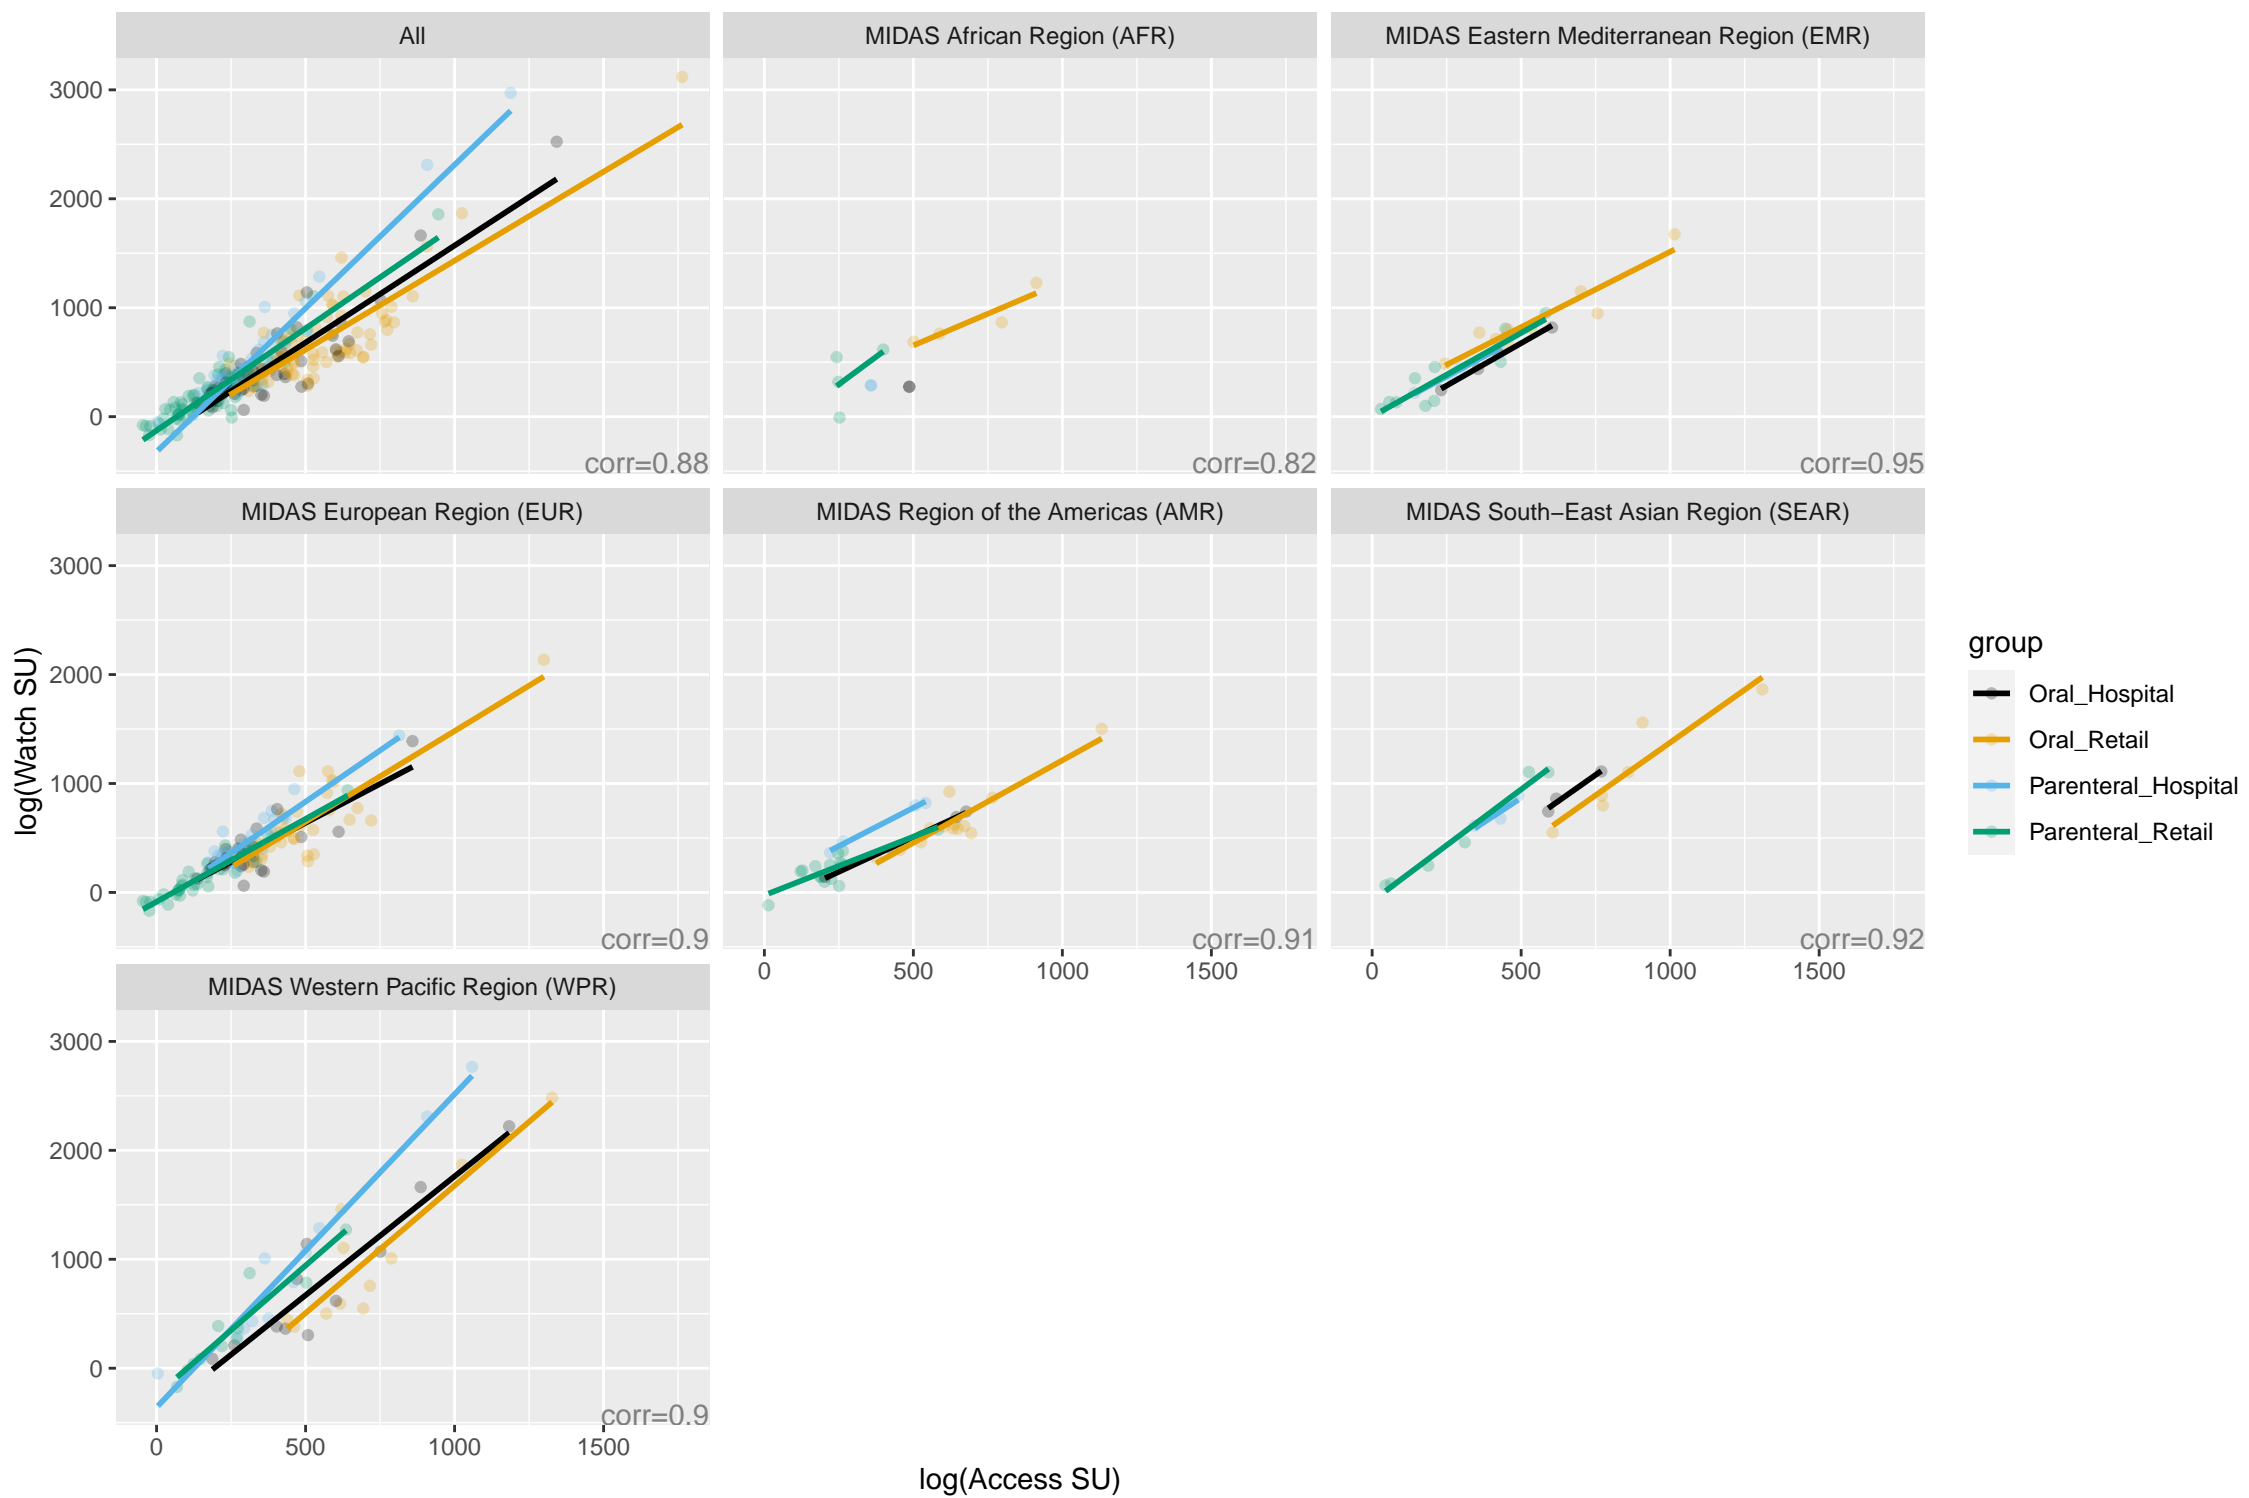 All
MIDAS African Region (AFR)
MIDAS Eastern Mediterranean Region (EMR)
3000
2000
1000
0
corr=0.88
corr=0.82
corr=0.95
MIDAS European Region (EUR)
MIDAS Region of the Americas (AMR)
MIDAS South−East Asian Region (SEAR)
3000
2000
1000
0
corr=0.9
corr=0.91
corr=0.92
0 500 1000 1500
0 500 1000 1500
MIDAS Western Pacific Region (WPR)
3000
2000
1000
0
corr=0.9
0 500 1000 1500
log(Access SU)
log(Watch SU)
group
Oral_Hospital
Oral_Retail
Parenteral_Hospital
Parenteral_Retail